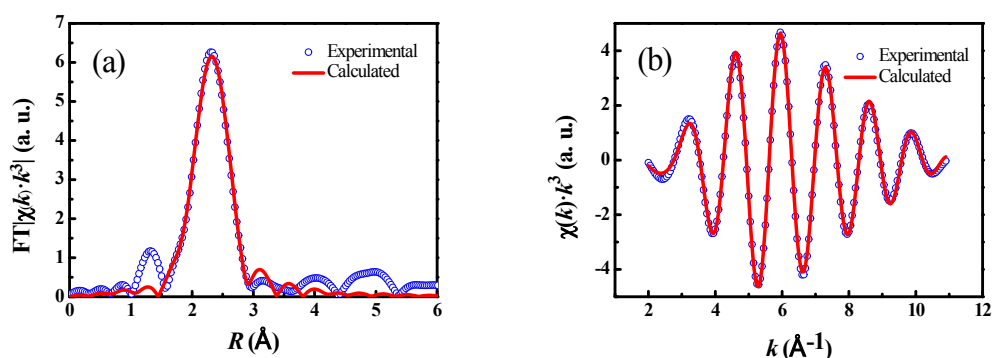 (a)
Experimental
Calculated
FT|χ(k)·k³| (a. u.)
7
6
5
4
3
2
1
0
0 1 2 3 4 5 6
R (Å)
(b)
Experimental
Calculated
χ(k)·k³ (a. u.)
4
2
0
-2
-4
0 2 4 6 8 10 12
k (Å⁻¹)